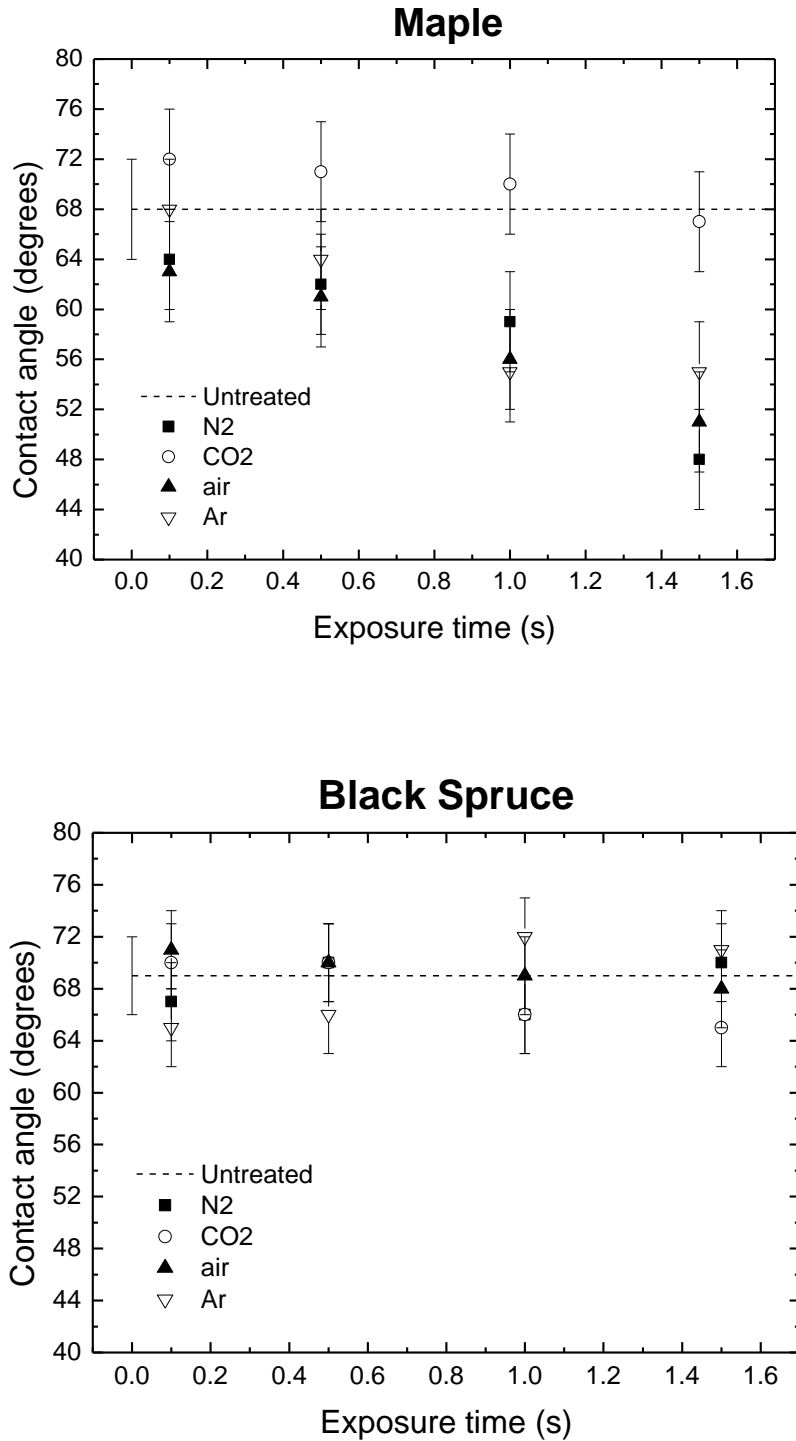 Maple
80
76
72
68
64
60
56
52
48
44
40
Contact angle (degrees)
Untreated
N2
CO2
air
Ar
0.0 0.2 0.4 0.6 0.8 1.0 1.2 1.4 1.6
Exposure time (s)
Black Spruce
80
76
72
68
64
60
56
52
48
44
40
Contact angle (degrees)
Untreated
N2
CO2
air
Ar
0.0 0.2 0.4 0.6 0.8 1.0 1.2 1.4 1.6
Exposure time (s)